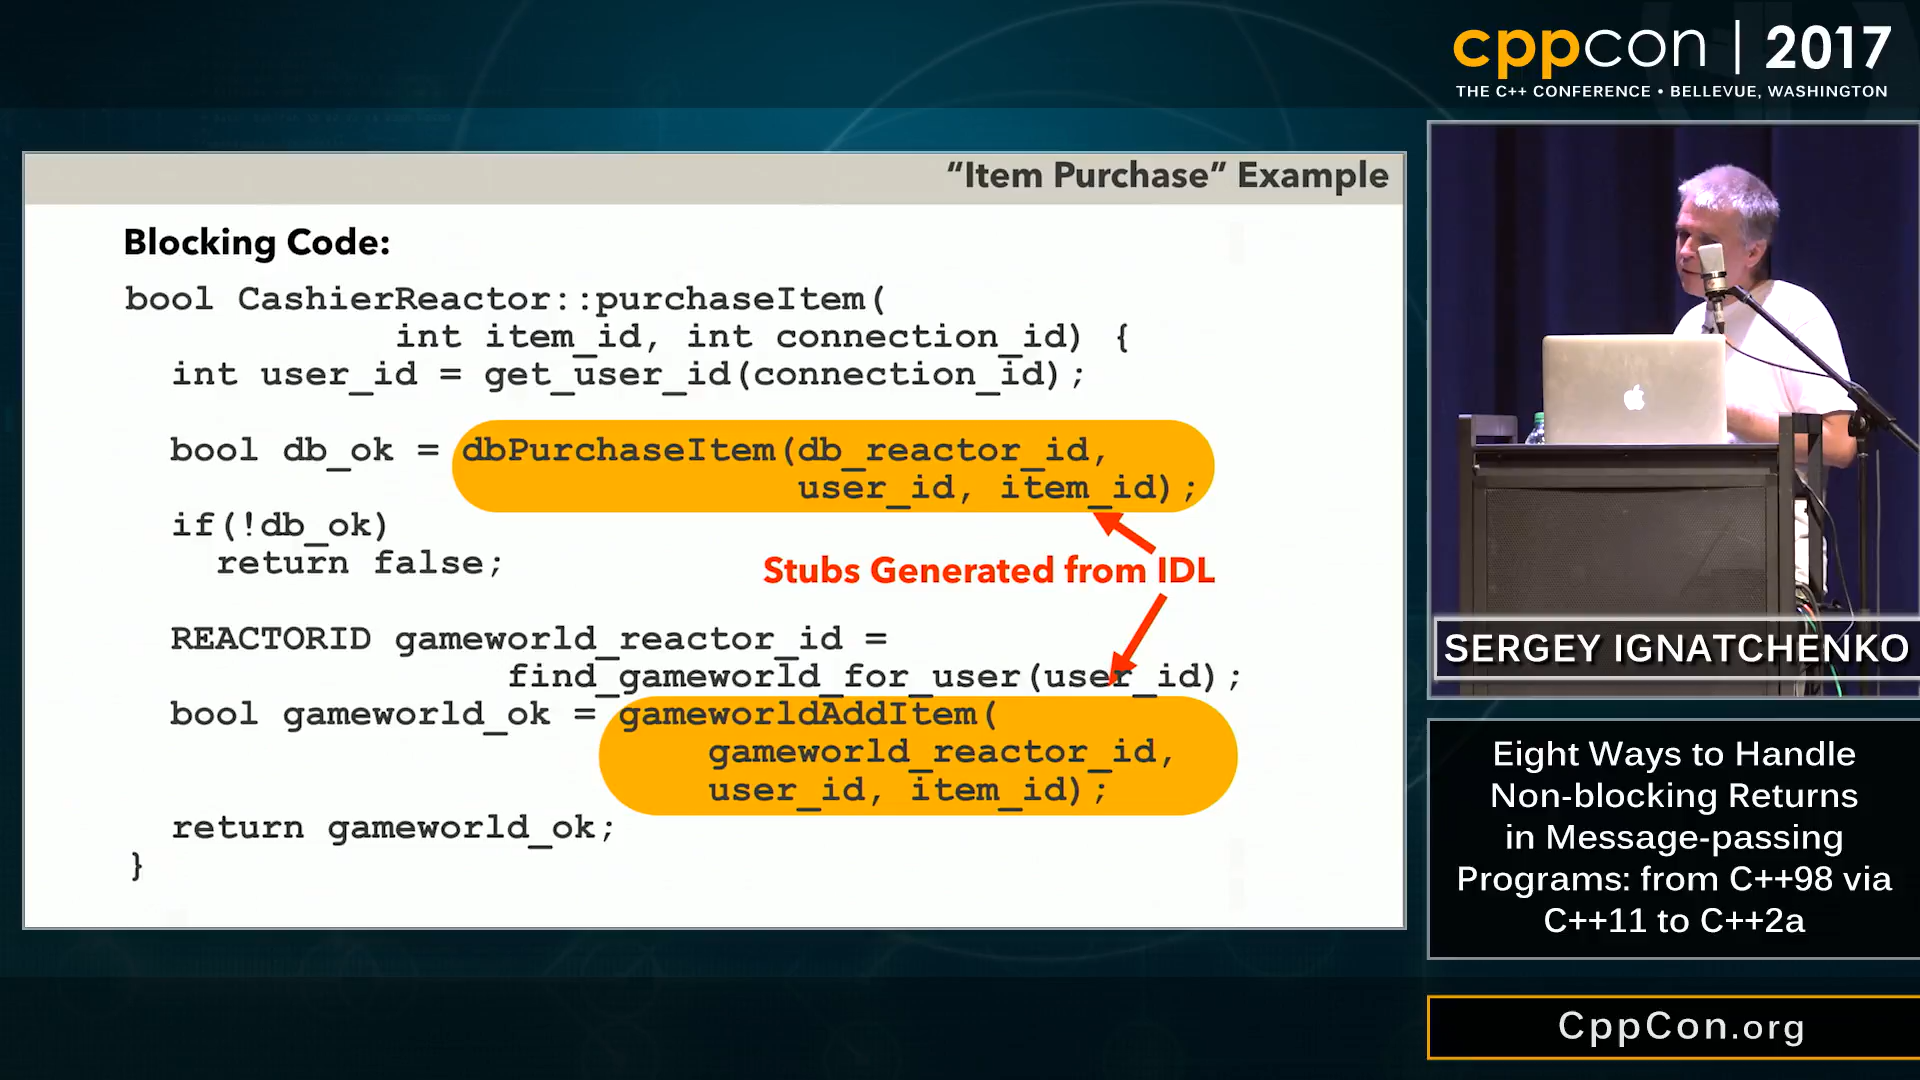 cppcon | 2017
THE C++ CONFERENCE • BELLEVUE, WASHINGTON
“Item Purchase” Example
Blocking Code:
bool CashierReactor::purchaseItem(
int item_id, int connection_id) {
int user_id = get_user_id(connection_id);
bool db_ok = dbPurchaseItem(db_reactor_id,
user_id, item_id);
if(!db_ok)
return false;
Stubs Generated from IDL
REACTORID gameworld_reactor_id =
find_gameworld_for_user(user_id);
bool gameworld_ok = gameworldAddItem(
gameworld_reactor_id,
user_id, item_id);
return gameworld_ok;
}
SERGEY IGNATCHENKO
Eight Ways to Handle
Non-blocking Returns
in Message-passing
Programs: from C++98 via
C++11 to C++2a
CppCon.org